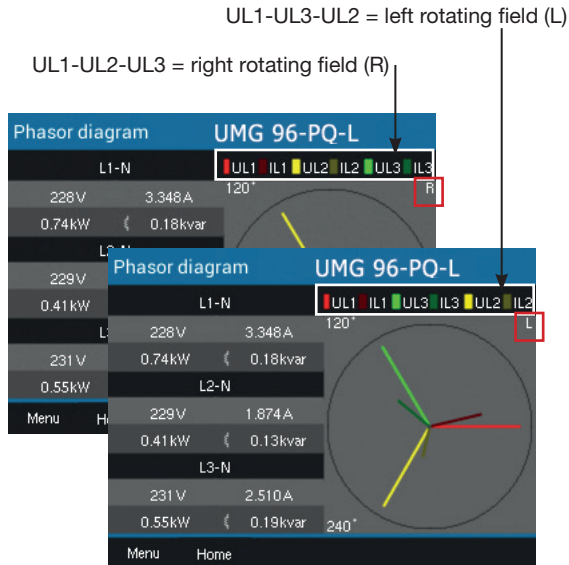 UL1-UL3-UL2 = left rotating field (L)
UL1-UL2-UL3 = right rotating field (R)
Phasor diagram UMG 96-PQ-L
L1-N UL1 IL1 UL2 IL2 UL3 IL3
228V 3.348A 120° R
0.74kW 0.18kvar
229V
0.41kW
231V
0.55kW
Menu
Phasor diagram UMG 96-PQ-L
L1-N UL1 IL1 UL3 IL3 UL2 IL2
228V 3.348A 120° L
0.74kW 0.18kvar
L2-N
229V 1.874A
0.41kW 0.13kvar
L3-N
231V 2.510A
0.55kW 0.19kvar 240°
Menu Home